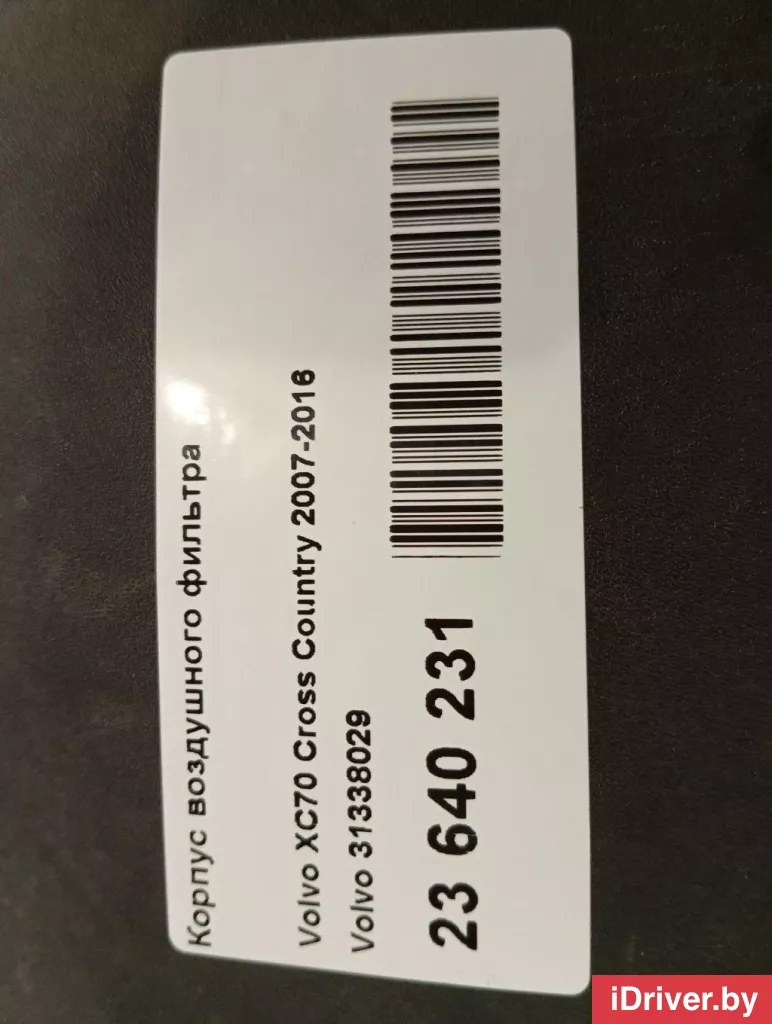 Корпус воздушного фильтра
Volvo XC70 Cross Country 2007-2016
Volvo 31338029
23 640 231
iDriver.by